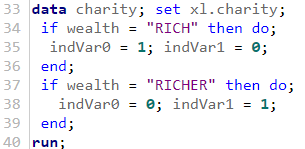 33 data charity; set xl.charity;
34 if wealth = "RICH" then do;
35 indVar0 = 1; indVar1 = 0;
36 end;
37 if wealth = "RICHER" then do;
38 indVar0 = 0; indVar1 = 1;
39 end;
40 run;